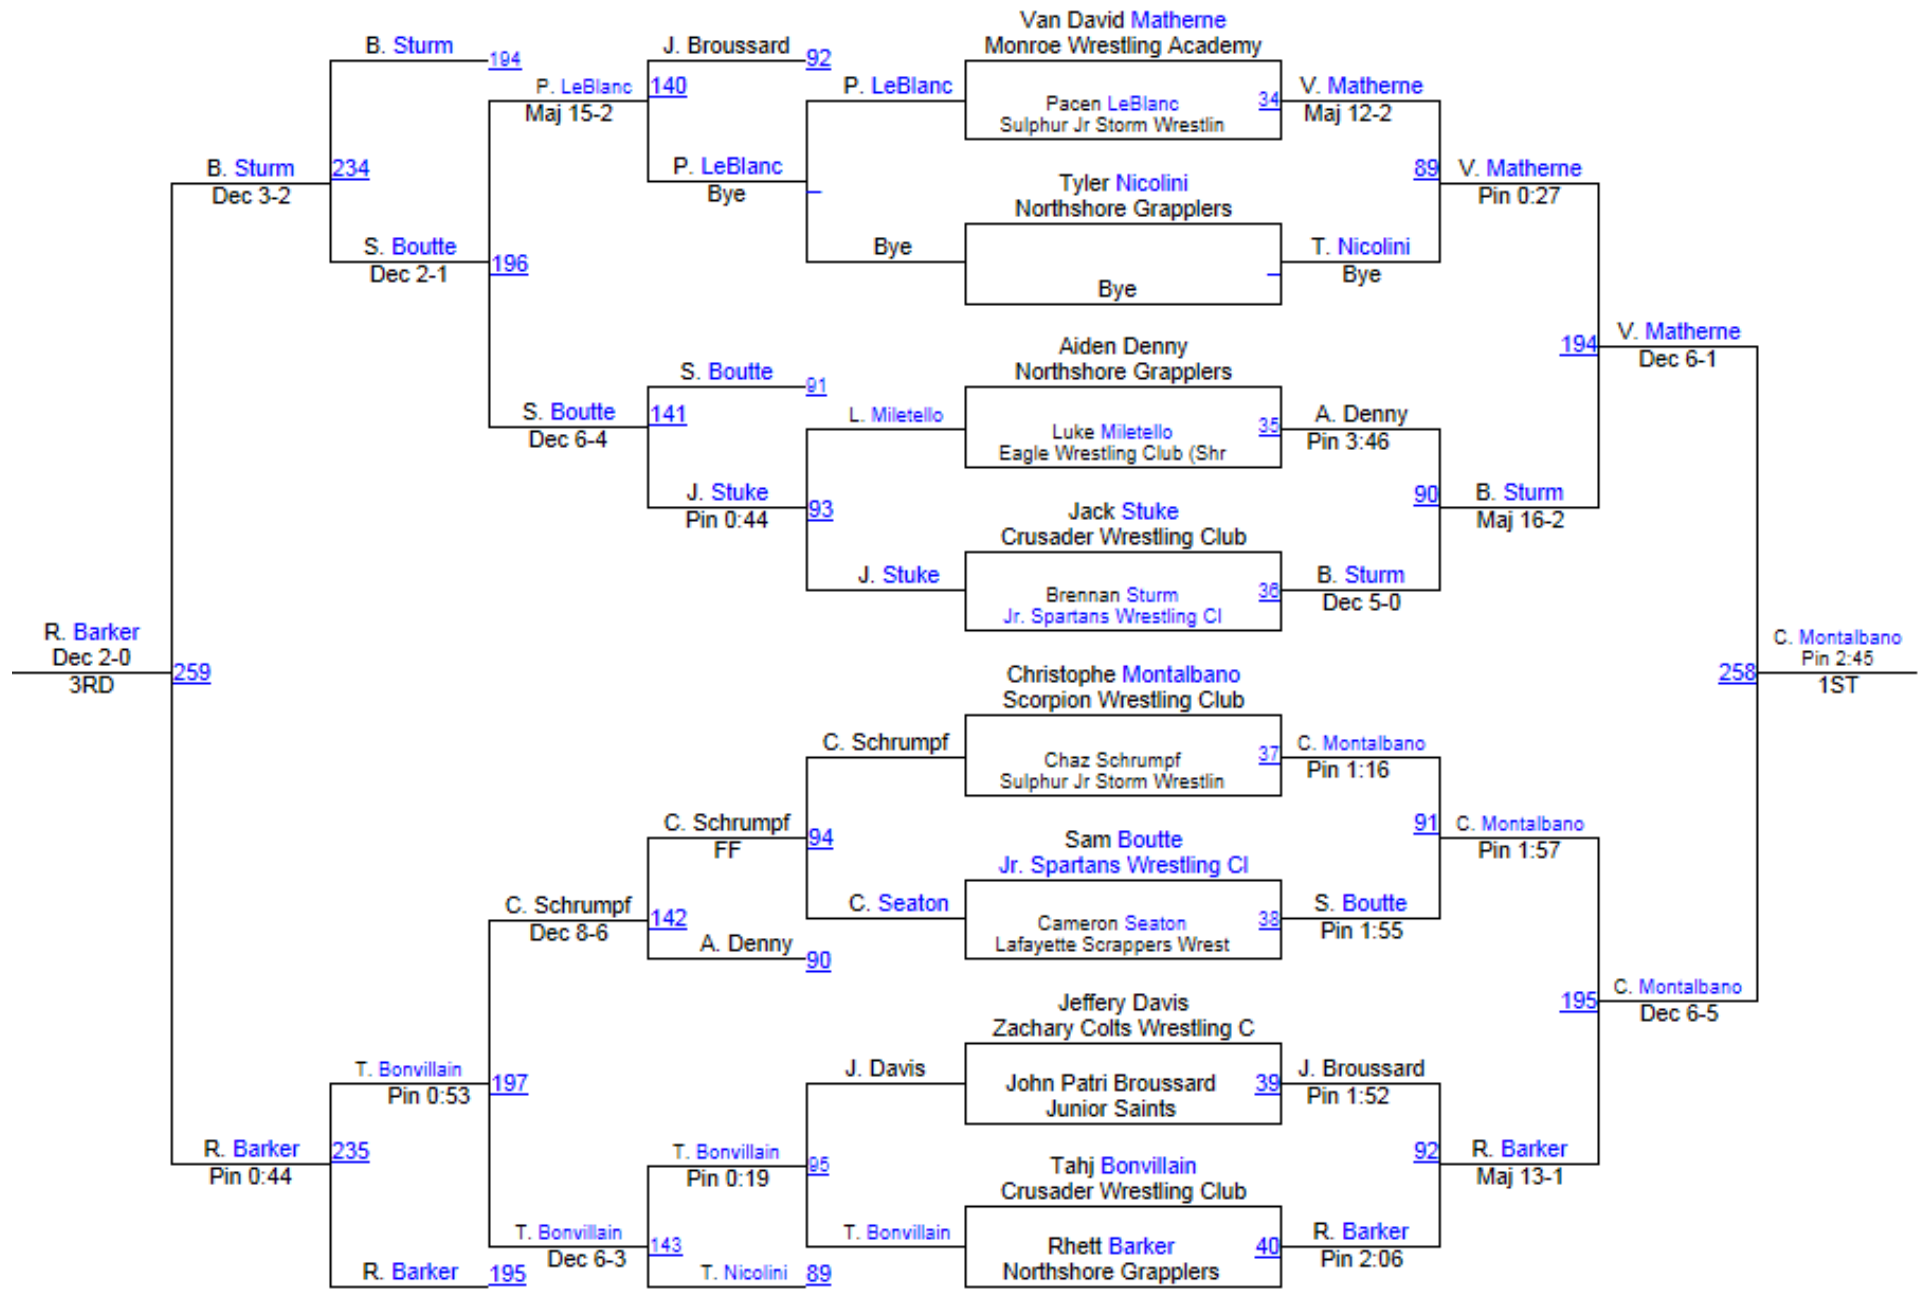 Van David Matherne
B. Sturm
J. Broussard
Monroe Wrestling Academy
194
92
P. LeBlanc
140
P. LeBlanc
Maj 15-2
Pacen LeBlanc
34
V. Matherne
Sulphur Jr Storm Wrestlin
Maj 12-2
B. Sturm
234
P. LeBlanc
89
V. Matherne
Dec 3-2
Bye
Tyler Nicolini
Pin 0:27
Northshore Grapplers
S. Boutte
Bye
T. Nicolini
Dec 2-1
196
Bye
Bye
Aiden Denny
194
V. Matherne
Northshore Grapplers
Dec 6-1
S. Boutte
91
S. Boutte
141
L. Miletello
Luke Miletello
35
A. Denny
Dec 6-4
Eagle Wrestling Club (Shr
Pin 3:46
J. Stuke
93
90
B. Sturm
Pin 0:44
Jack Stuke
Maj 16-2
Crusader Wrestling Club
J. Stuke
Brennan Sturm
36
B. Sturm
Jr. Spartans Wrestling Cl
Dec 5-0
R. Barker
C. Montalbano
Dec 2-0
259
Christophe Montalbano
258
Pin 2:45
3RD
Scorpion Wrestling Club
1ST
C. Schrumpf
Chaz Schrumpf
37
C. Montalbano
Sulphur Jr Storm Wrestlin
Pin 1:16
C. Schrumpf
94
91
C. Montalbano
FF
Sam Boutte
Pin 1:57
Jr. Spartans Wrestling Cl
C. Schrumpf
142
C. Seaton
Cameron Seaton
38
S. Boutte
Dec 8-6
Lafayette Scrappers Wrest
Pin 1:55
A. Denny
90
Jeffery Davis
195
C. Montalbano
Zachary Colts Wrestling C
Dec 6-5
T. Bonvillain
197
J. Davis
John Patri Broussard
39
J. Broussard
Pin 0:53
Junior Saints
Pin 1:52
R. Barker
235
T. Bonvillain
95
92
R. Barker
Pin 0:44
Pin 0:19
Tahj Bonvillain
Maj 13-1
Crusader Wrestling Club
T. Bonvillain
143
T. Bonvillain
Rhett Barker
40
R. Barker
Dec 6-3
Northshore Grapplers
Pin 2:06
R. Barker
195
T. Nicolini
89